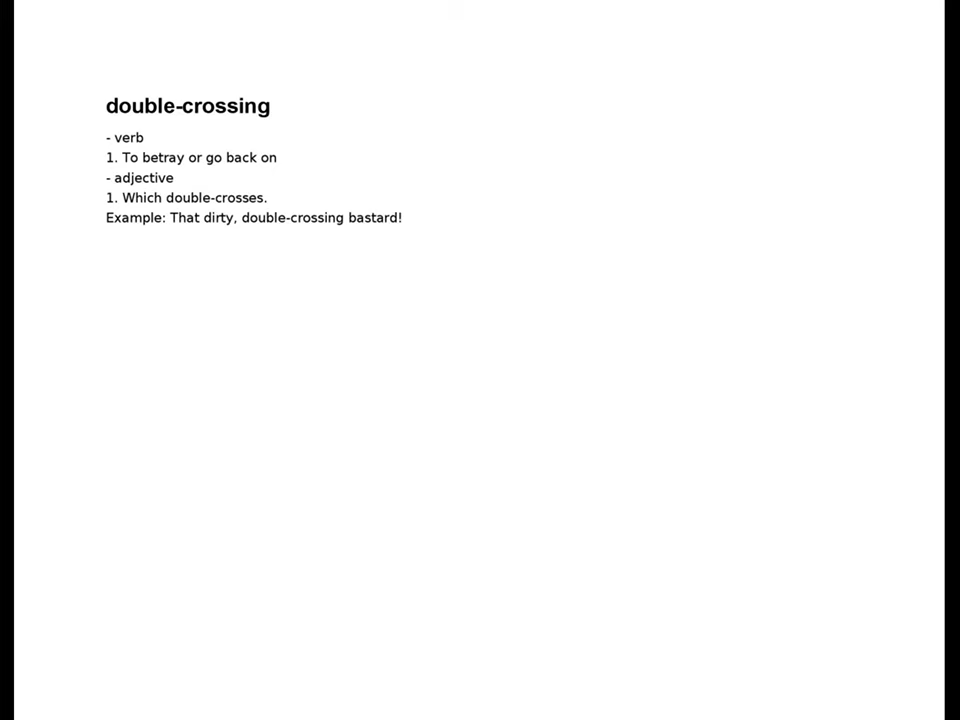 double-crossing
- verb
1. To betray or go back on
- adjective
1. Which double-crosses.
Example: That dirty, double-crossing bastard!